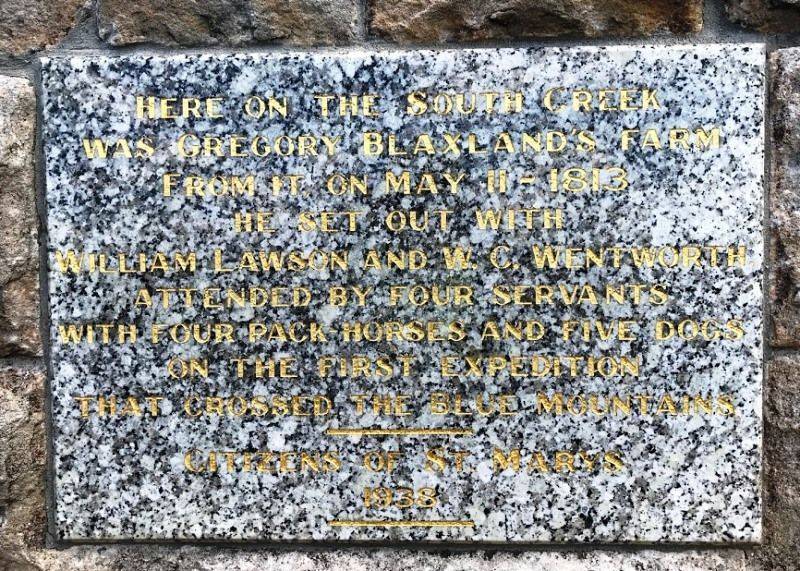 HERE ON THE SOUTH CREEK
WAS GREGORY BLAXLAND'S FARM
FROM IT. ON MAY 11-1813
HE SET OUT WITH
WILLIAM LAWSON AND W. C. WENTWORTH
ATTENDED BY FOUR SERVANTS
WITH FOUR PACK-HORSES AND FIVE DOGS
ON THE FIRST EXPEDITION
THAT CROSSED THE BLUE MOUNTAINS
CITIZENS OF ST. MARYS
1938